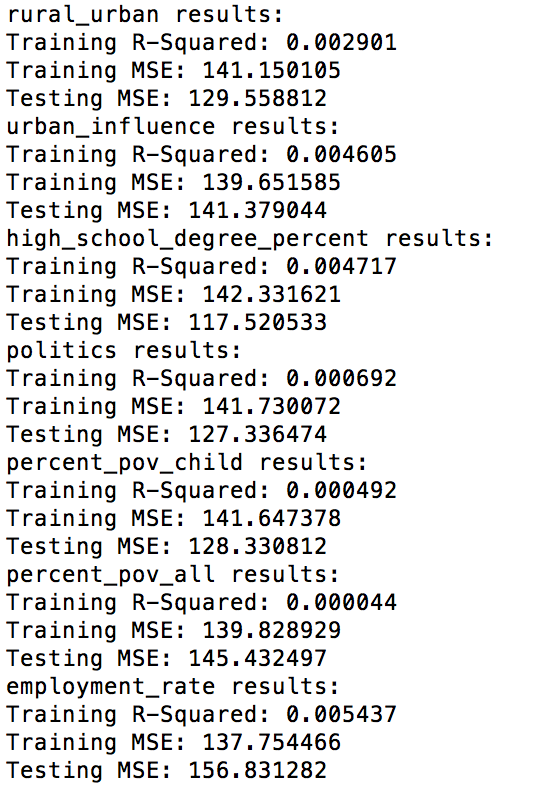 rural_urban results:
Training R-Squared: 0.002901
Training MSE: 141.150105
Testing MSE: 129.558812
urban_influence results:
Training R-Squared: 0.004605
Training MSE: 139.651585
Testing MSE: 141.379044
high_school_degree_percent results:
Training R-Squared: 0.004717
Training MSE: 142.331621
Testing MSE: 117.520533
politics results:
Training R-Squared: 0.000692
Training MSE: 141.730072
Testing MSE: 127.336474
percent_pov_child results:
Training R-Squared: 0.000492
Training MSE: 141.647378
Testing MSE: 128.330812
percent_pov_all results:
Training R-Squared: 0.000044
Training MSE: 139.828929
Testing MSE: 145.432497
employment_rate results:
Training R-Squared: 0.005437
Training MSE: 137.754466
Testing MSE: 156.831282